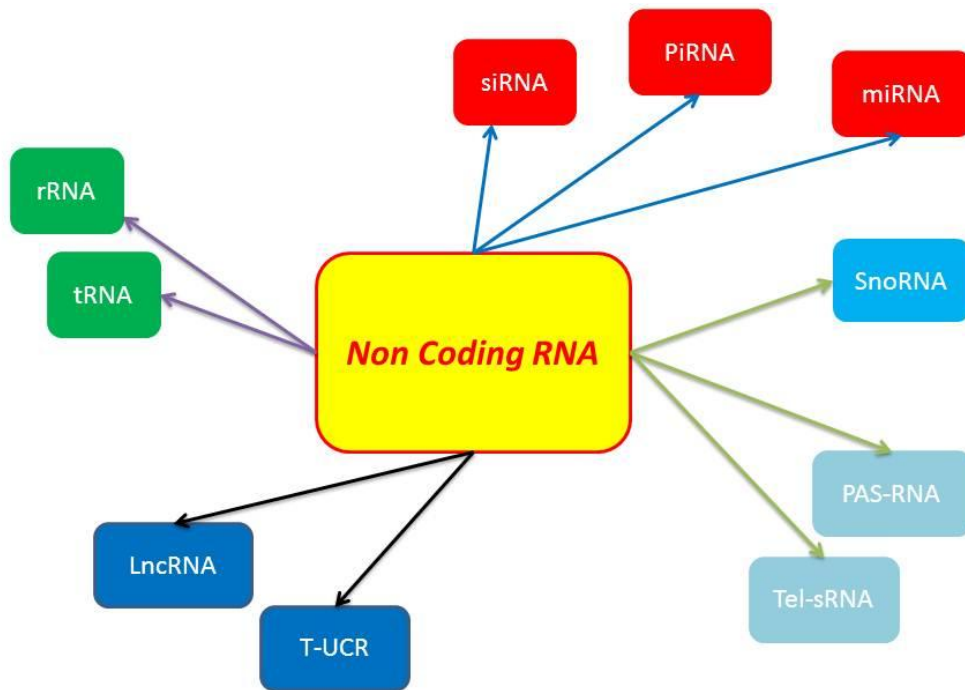 PiRNA
siRNA
miRNA
rRNA
tRNA
SnoRNA
Non Coding RNA
PAS-RNA
LncRNA
Tel-sRNA
T-UCR